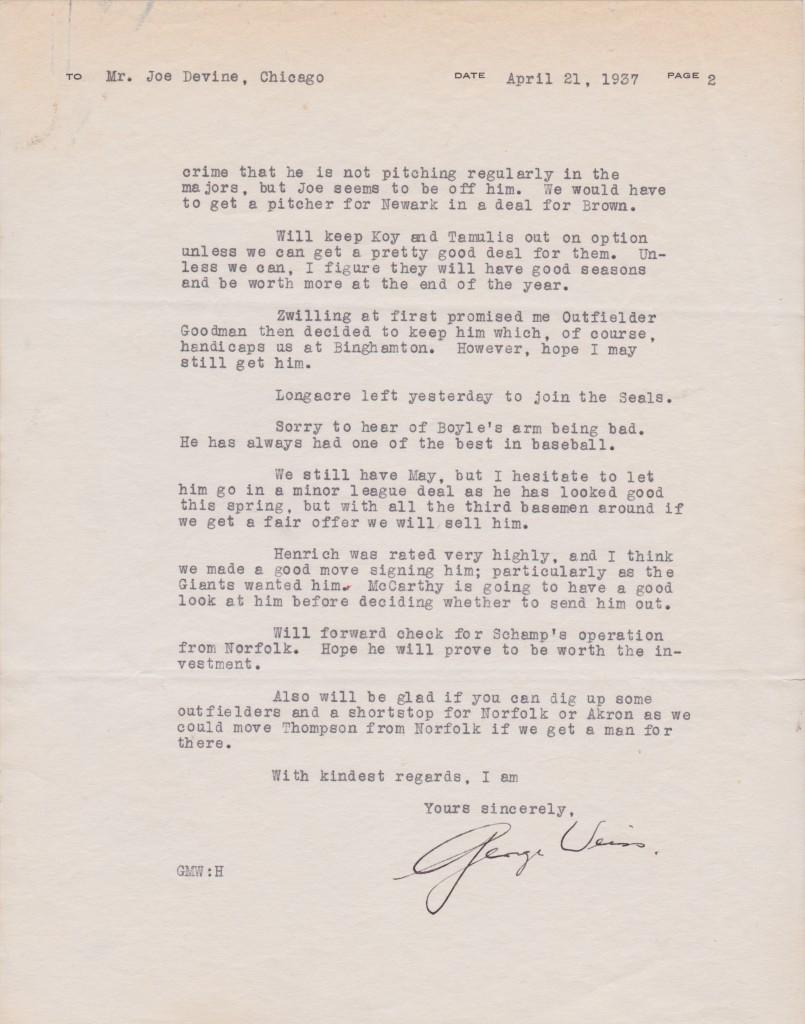 TO Mr. Joe Devine, Chicago DATE April 21, 1937 PAGE 2
crime that he is not pitching regularly in the
majors, but Joe seems to be off him. We would have
to get a pitcher for Newark in a deal for Brown.
Will keep Koy and Tamulis out on option
unless we can get a pretty good deal for them. Un-
less we can, I figure they will have good seasons
and be worth more at the end of the year.
Zwilling at first promised me Outfielder
Goodman then decided to keep him which, of course,
handicaps us at Binghamton. However, hope I may
still get him.
Longacre left yesterday to join the Seals.
Sorry to hear of Boyle's arm being bad.
He has always had one of the best in baseball.
We still have May, but I hesitate to let
him go in a minor league deal as he has looked good
this spring, but with all the third basemen around if
we get a fair offer we will sell him.
Henrich was rated very highly, and I think
we made a good move signing him; particularly as the
Giants wanted him. McCarthy is going to have a good
look at him before deciding whether to send him out.
Will forward check for Schamp's operation
from Norfolk. Hope he will prove to be worth the in-
vestment.
Also will be glad if you can dig up some
outfielders and a shortstop for Norfolk or Akron as we
could move Thompson from Norfolk if we get a man for
there.
With kindest regards, I am
Yours sincerely,
George Weiss.
GMW:H